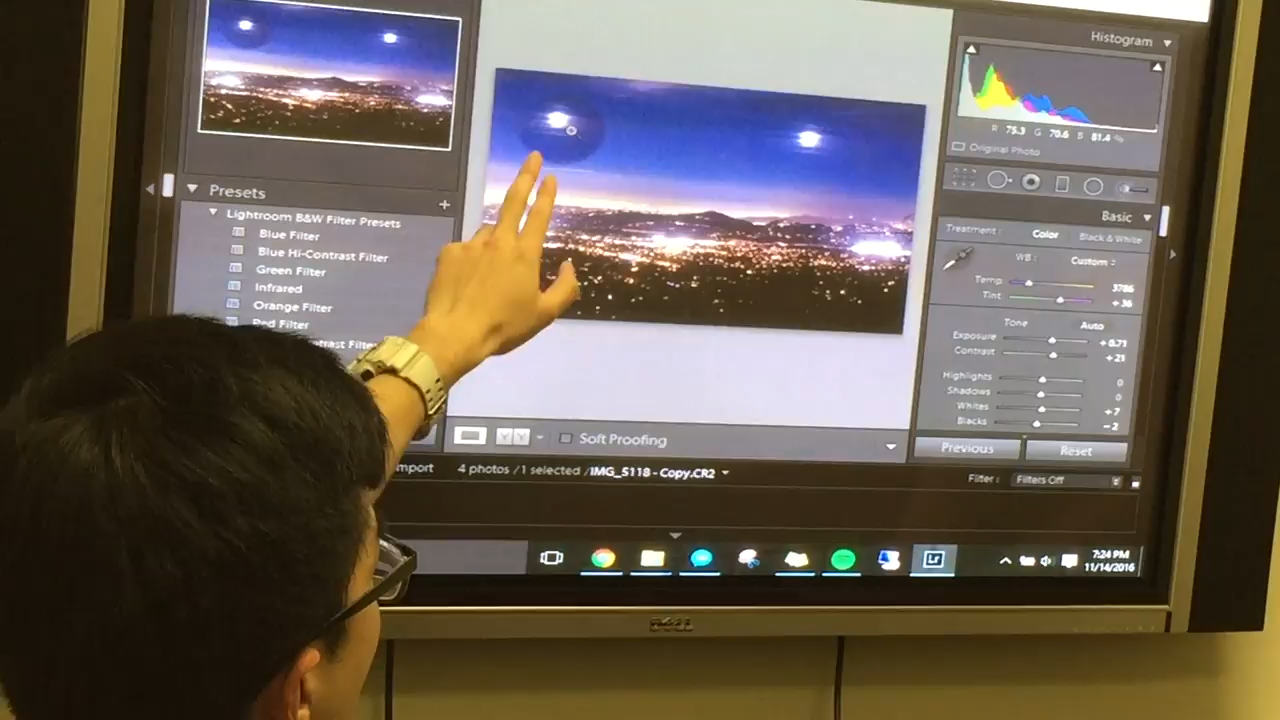 Histogram
R 75.3 G 70.6 B 81.4 %
Original Photo
Presets
+
Lightroom B&W Filter Presets
Blue Filter
Blue Hi-Contrast Filter
Green Filter
Infrared
Orange Filter
Red Filter
Basic
Treatment: Color Black & White
WB: Custom
Temp 3786
Tint +36
Tone Auto
Exposure +0.71
Contrast +21
Highlights 0
Shadows 0
Whites +7
Blacks -2
Previous Reset
Soft Proofing
4 photos / 1 selected / IMG_5118 - Copy.CR2
Filter: Filters Off
Lr
7:24 PM
11/14/2016
DELL